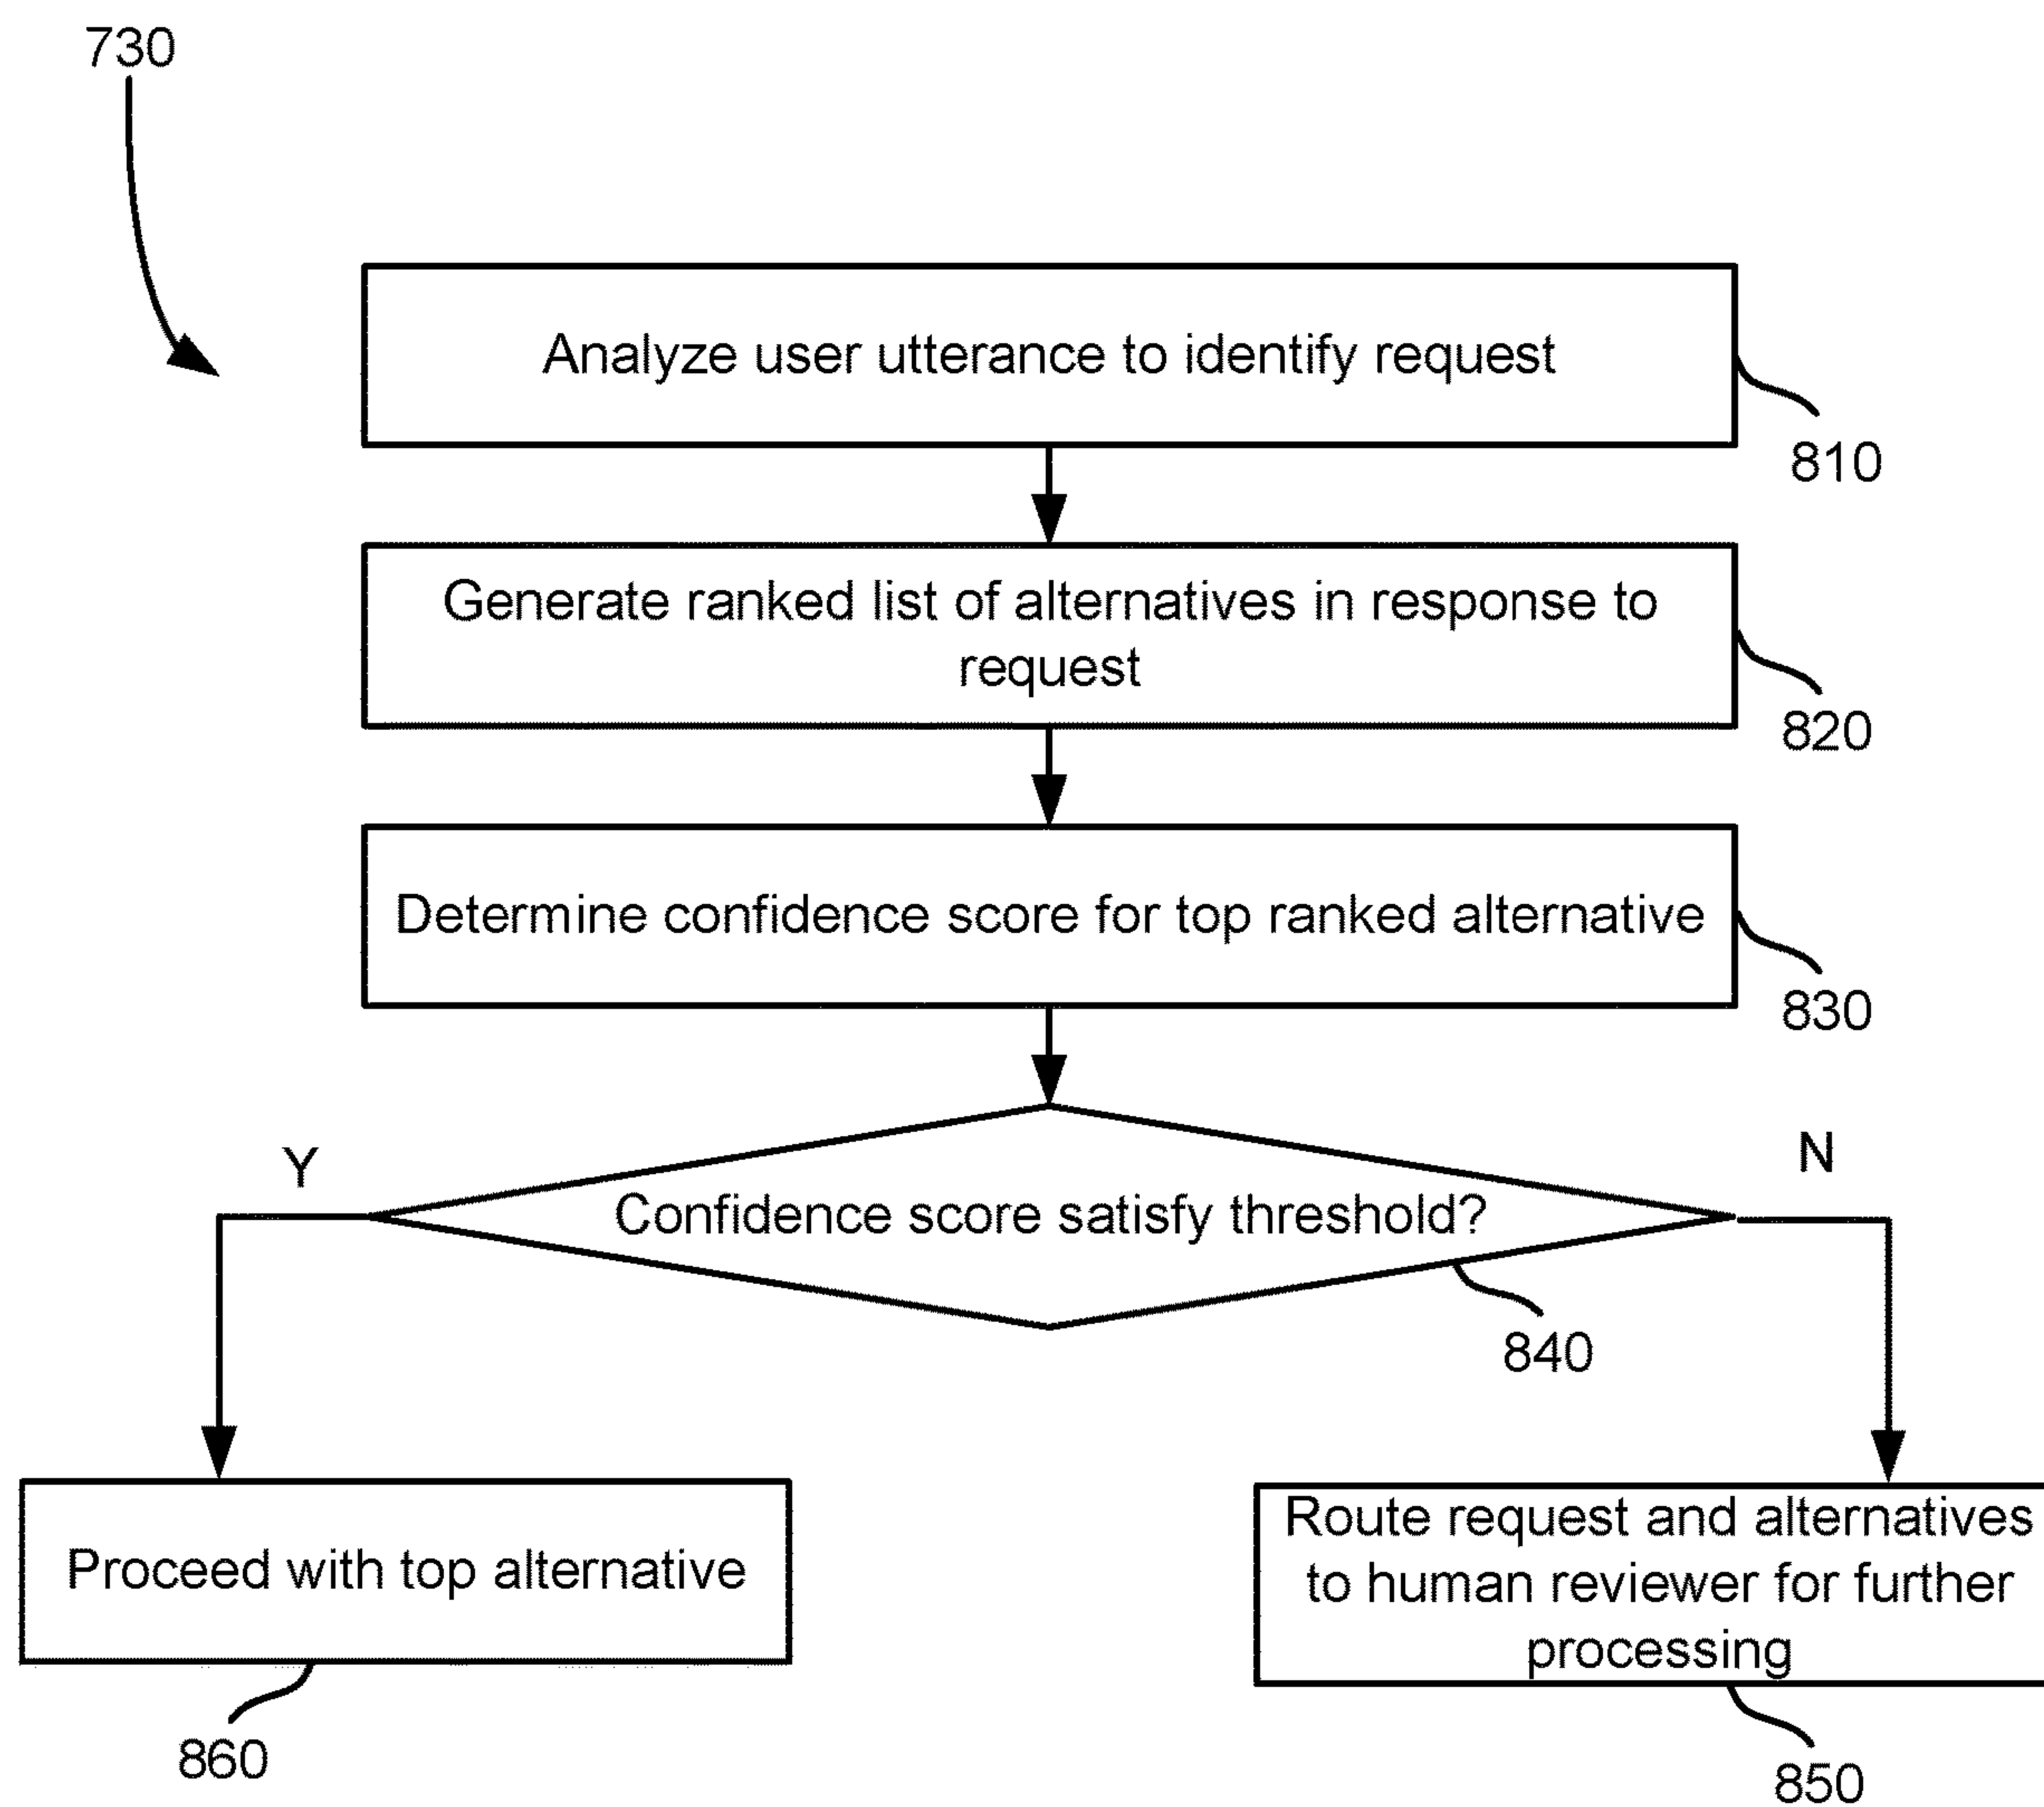 730
Analyze user utterance to identify request
810
Generate ranked list of alternatives in response to
request
820
Determine confidence score for top ranked alternative
830
Y
N
Confidence score satisfy threshold?
840
Proceed with top alternative
860
Route request and alternatives
to human reviewer for further
processing
850